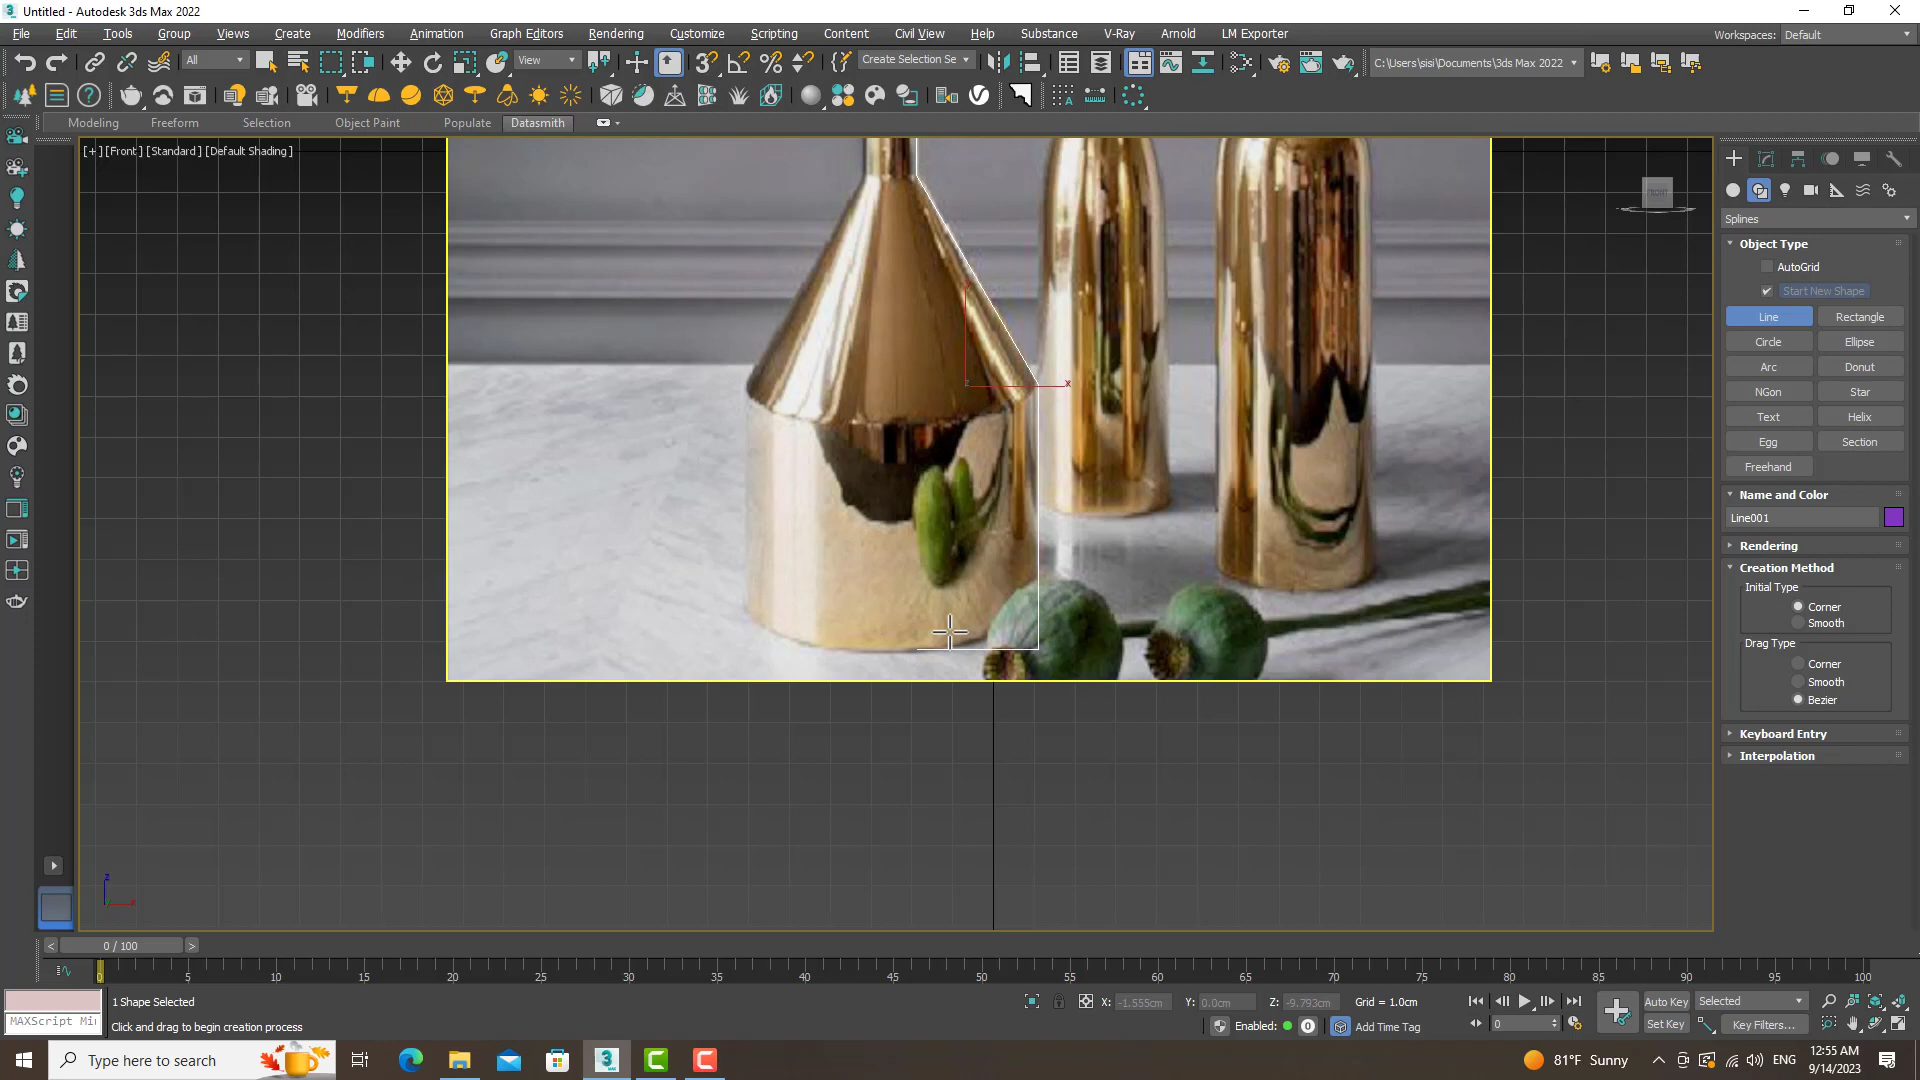 Untitled - Autodesk 3ds Max 2022
File Edit Tools Group Views Create Modifiers Animation Graph Editors Rendering Customize Scripting Content Civil View Help Substance V-Ray Arnold LM Exporter Workspaces: Default
All View Create Selection Se C:\Users\sisi\Documents\3ds Max 2022
Modeling Freeform Selection Object Paint Populate Datasmith
[+] [Front] [Standard] [Default Shading]
FRONT
Splines
Object Type
AutoGrid
Start New Shape
Line Rectangle
Circle Ellipse
Arc Donut
NGon Star
Text Helix
Egg Section
Freehand
Name and Color
Line001
Rendering
Creation Method
Initial Type
Corner
Smooth
Drag Type
Corner
Smooth
Bezier
Keyboard Entry
Interpolation
x
z
z
x
< 0 / 100 >
0 5 10 15 20 25 30 35 40 45 50 55 60 65 70 75 80 85 90 95 100
1 Shape Selected X: -1.555cm Y: 0.0cm Z: -9.793cm Grid = 1.0cm Auto Key Selected
MAXScript Mi Click and drag to begin creation process Enabled: 0 Add Time Tag 0 Set Key Key Filters...
Type here to search 81°F Sunny ENG 12:55 AM
9/14/2023